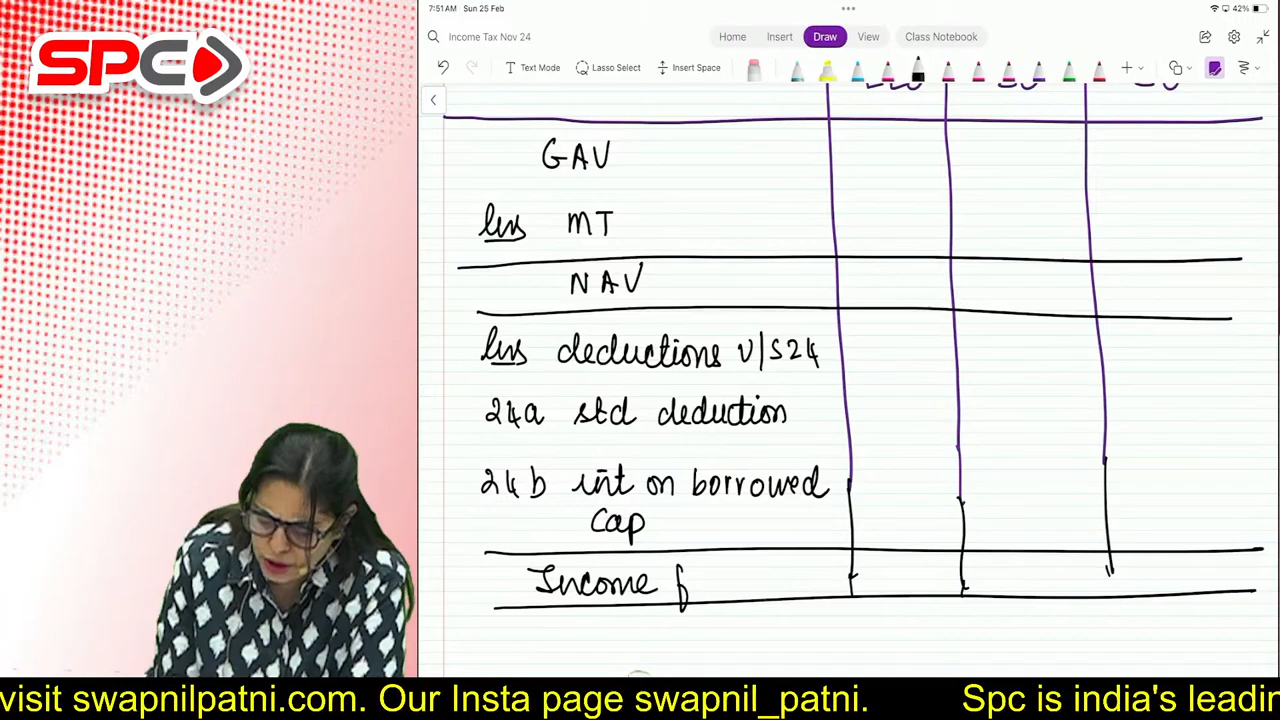 7:51 AM Sun 25 Feb
42%
SPC
Income Tax Nov 24
Home Insert Draw View Class Notebook
Text Mode Lasso Select Insert Space
GAV
less MT
NAV
less deductions u/s 24
24a std deduction
24b int on borrowed
cap
Income f
visit swapnilpatni.com. Our Insta page swapnil_patni. Spc is india's leadin